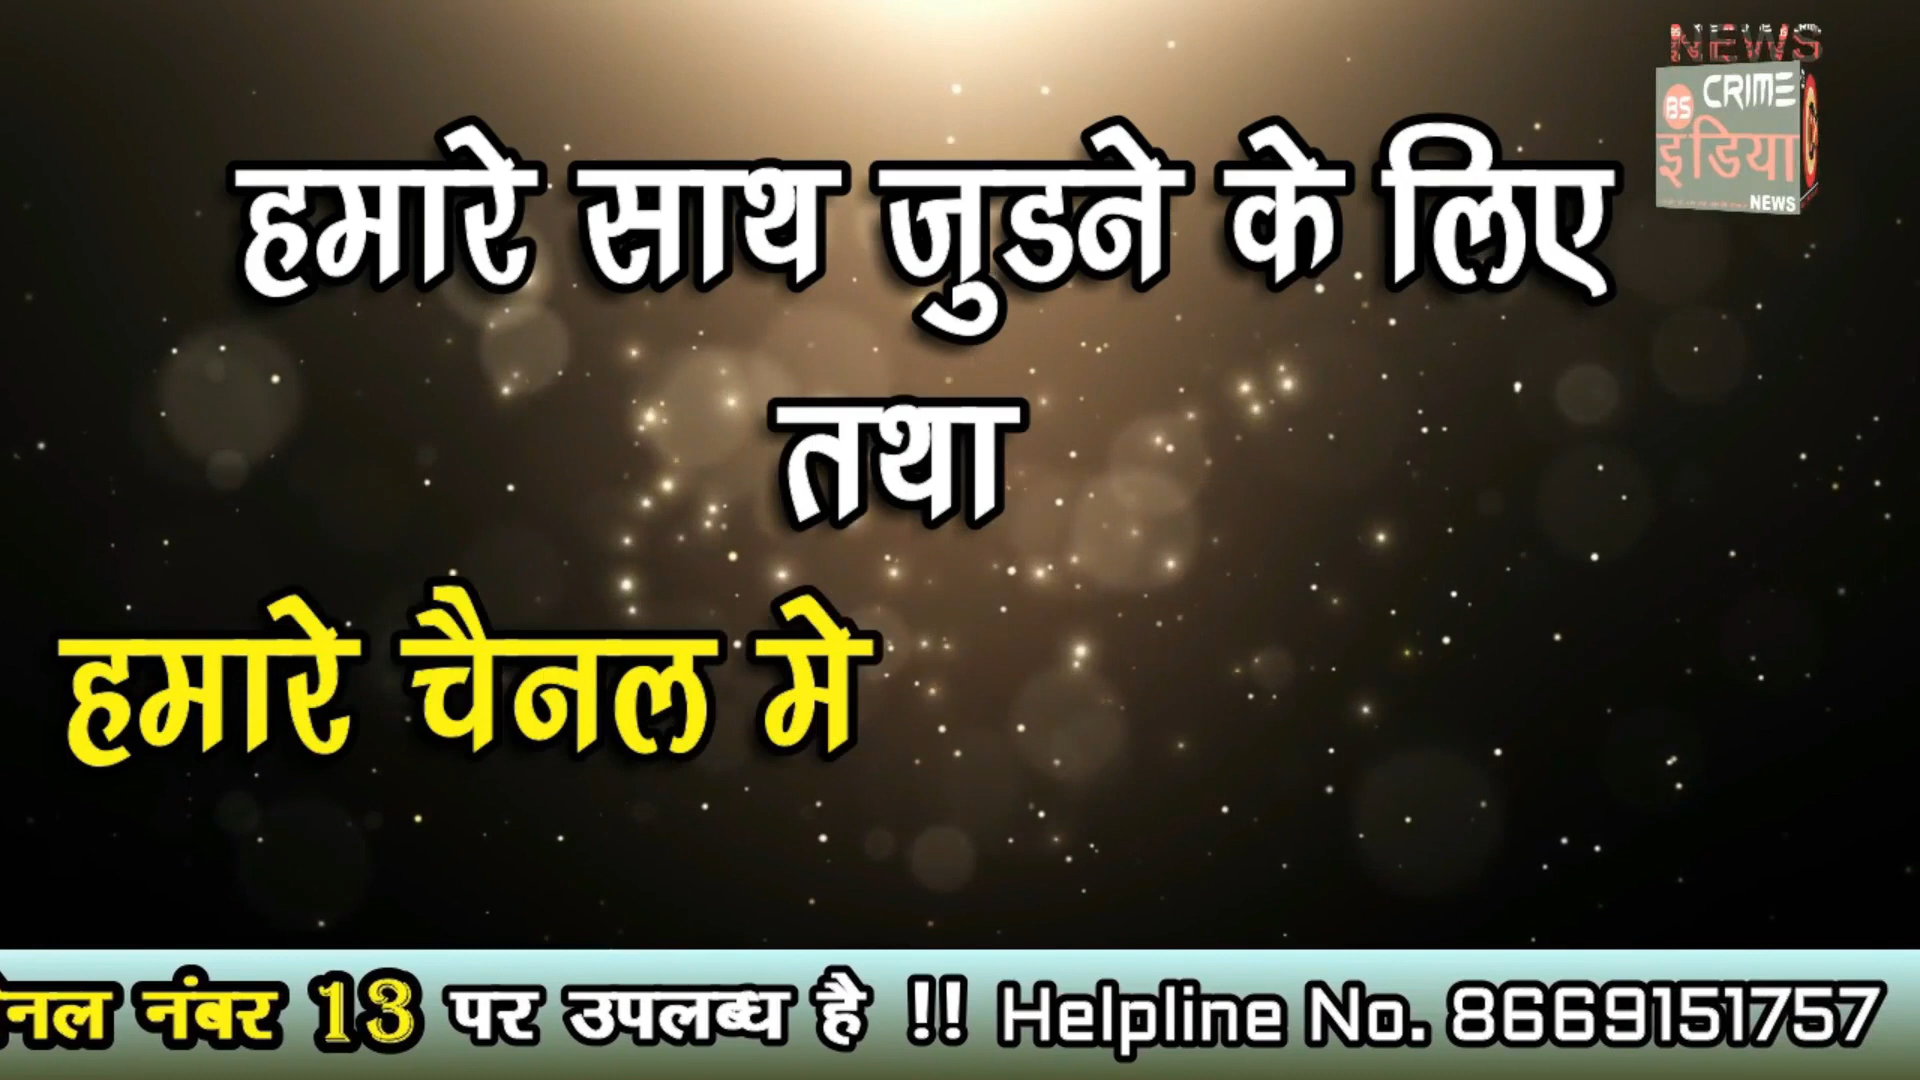 NEWS
CRIME
BS
इंडिया
NEWS
हमारे साथ जुडने के लिए
तथा
हमारे चैनल मे
नल नंबर 13 पर उपलब्ध है !! Helpline No. 8669151757